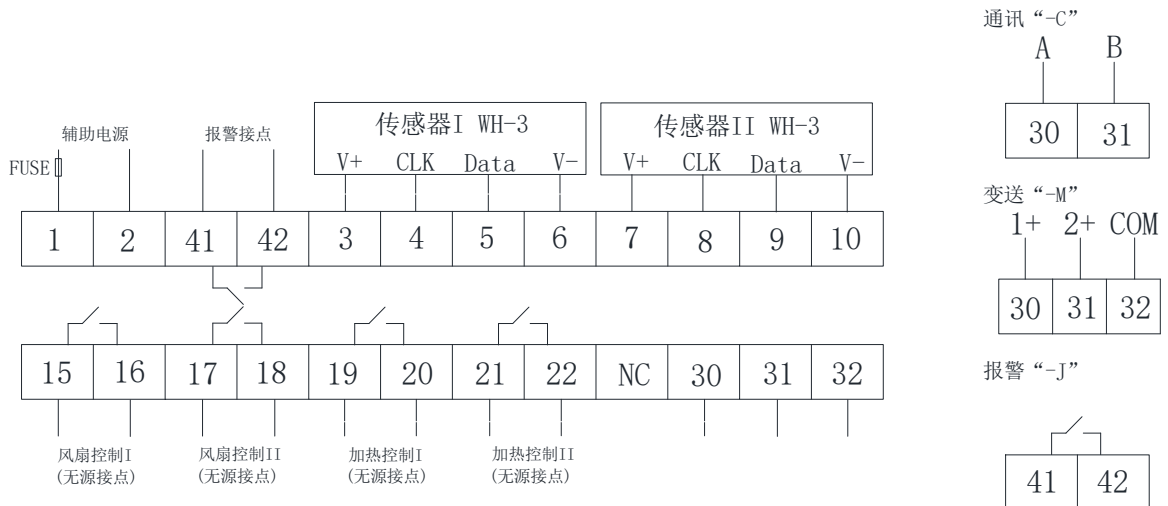 辅助电源 报警接点
传感器I WH-3 传感器II WH-3
FUSE
V+ CLK Data V- V+ CLK Data V-
1 2 41 42 3 4 5 6 7 8 9 10
15 16 17 18 19 20 21 22 NC 30 31 32
风扇控制I 风扇控制II 加热控制I 加热控制II
(无源接点) (无源接点) (无源接点) (无源接点)
通讯“-C”
A B
30 31
变送“-M”
1+ 2+ COM
30 31 32
报警“-J”
41 42